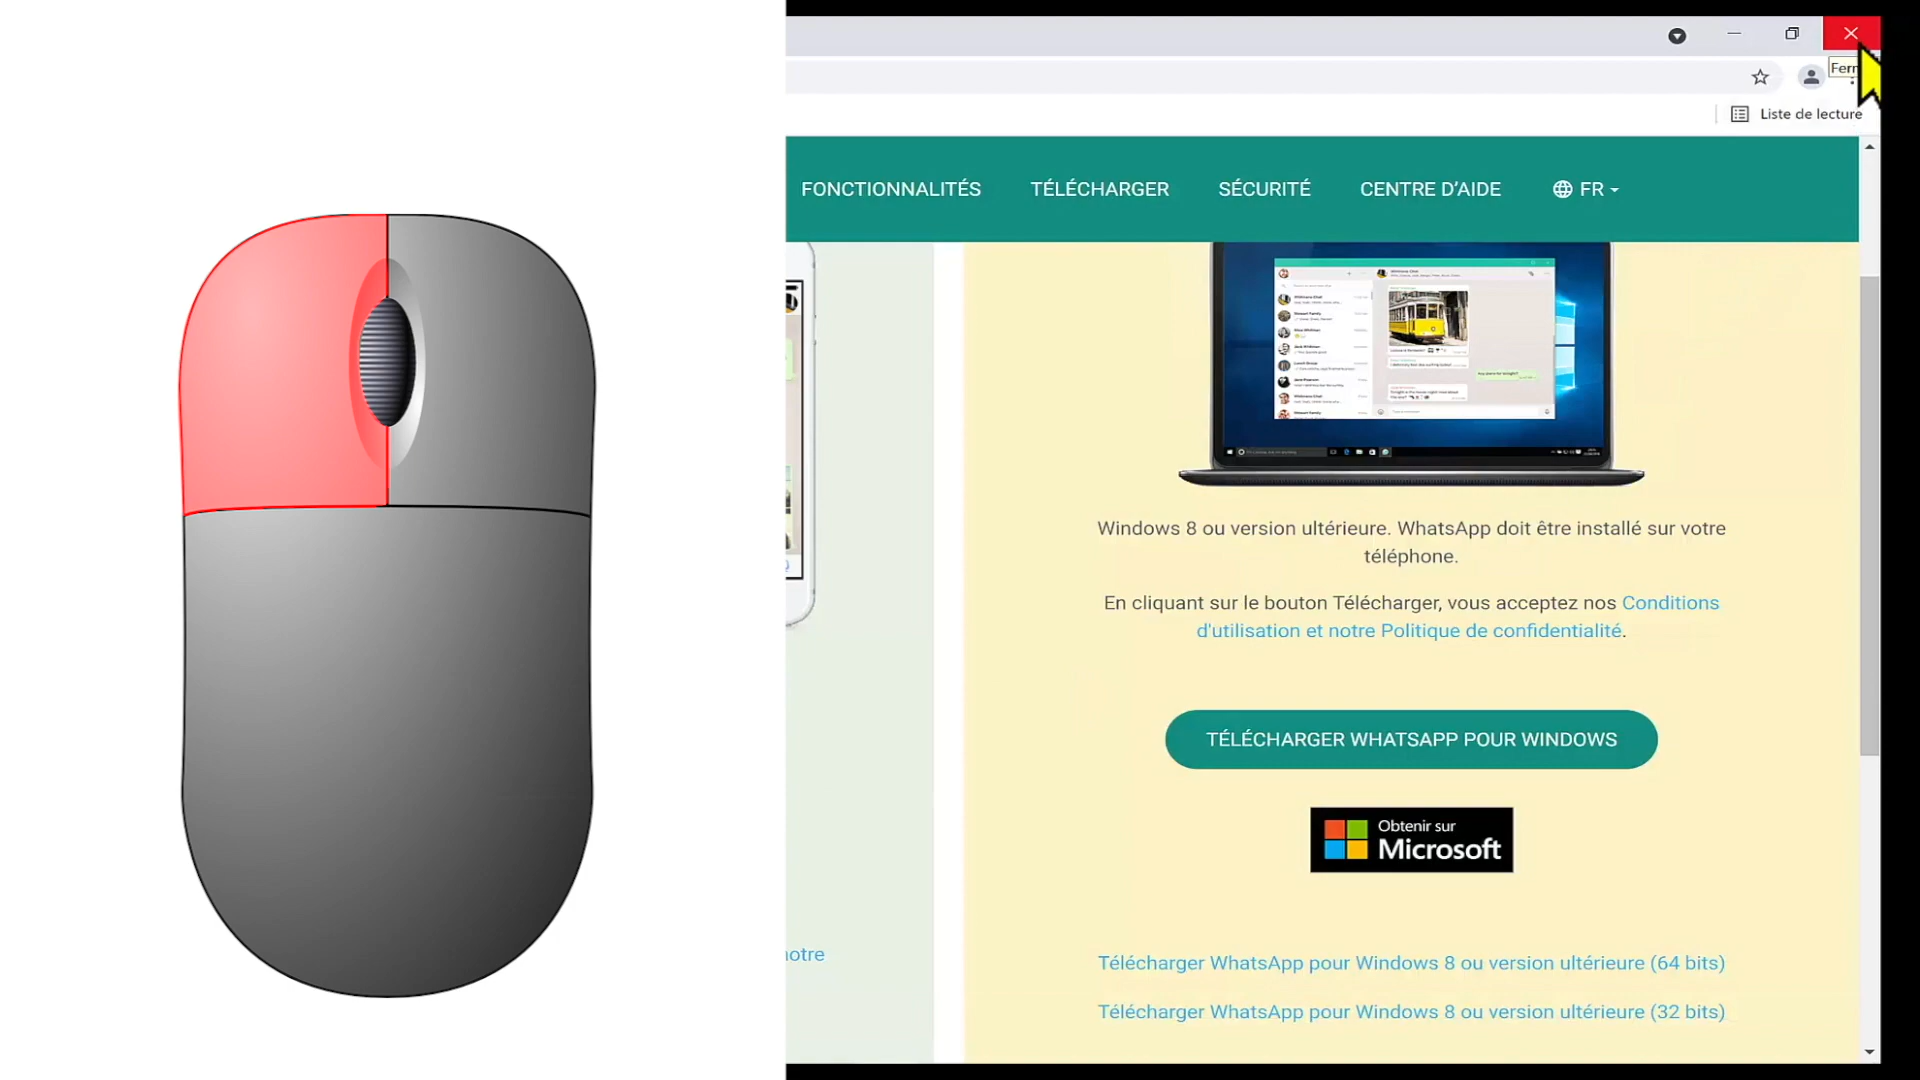 Ferm
Liste de lecture
FONCTIONNALITÉS TÉLÉCHARGER SÉCURITÉ CENTRE D'AIDE FR
Windows 8 ou version ultérieure. WhatsApp doit être installé sur votre
téléphone.
En cliquant sur le bouton Télécharger, vous acceptez nos Conditions
d'utilisation et notre Politique de confidentialité.
TÉLÉCHARGER WHATSAPP POUR WINDOWS
Obtenir sur
Microsoft
notre
Télécharger WhatsApp pour Windows 8 ou version ultérieure (64 bits)
Télécharger WhatsApp pour Windows 8 ou version ultérieure (32 bits)